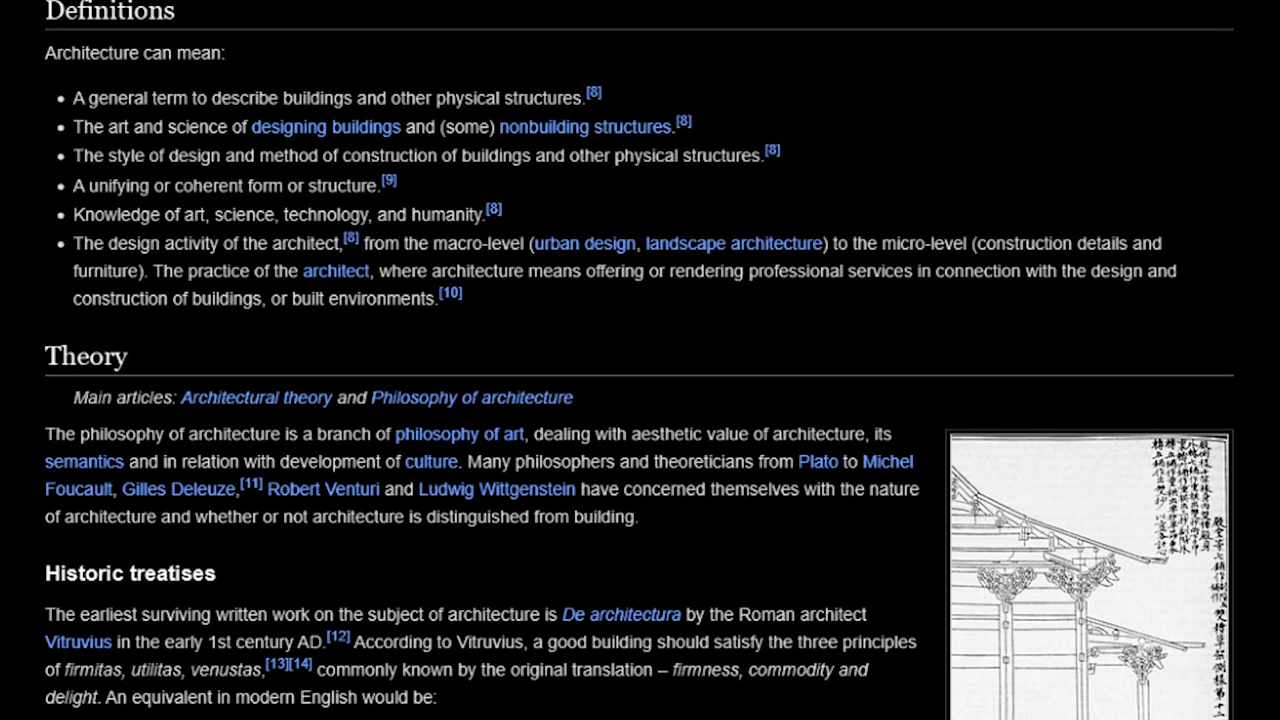 Definitions
Architecture can mean:
• A general term to describe buildings and other physical structures.[8]
• The art and science of designing buildings and (some) nonbuilding structures.[8]
• The style of design and method of construction of buildings and other physical structures.[8]
• A unifying or coherent form or structure.[9]
• Knowledge of art, science, technology, and humanity.[8]
• The design activity of the architect,[8] from the macro-level (urban design, landscape architecture) to the micro-level (construction details and
furniture). The practice of the architect, where architecture means offering or rendering professional services in connection with the design and
construction of buildings, or built environments.[10]
Theory
Main articles: Architectural theory and Philosophy of architecture
The philosophy of architecture is a branch of philosophy of art, dealing with aesthetic value of architecture, its
semantics and in relation with development of culture. Many philosophers and theoreticians from Plato to Michel
Foucault, Gilles Deleuze,[11] Robert Venturi and Ludwig Wittgenstein have concerned themselves with the nature
of architecture and whether or not architecture is distinguished from building.
Historic treatises
The earliest surviving written work on the subject of architecture is De architectura by the Roman architect
Vitruvius in the early 1st century AD.[12] According to Vitruvius, a good building should satisfy the three principles
of firmitas, utilitas, venustas,[13][14] commonly known by the original translation – firmness, commodity and
delight. An equivalent in modern English would be: